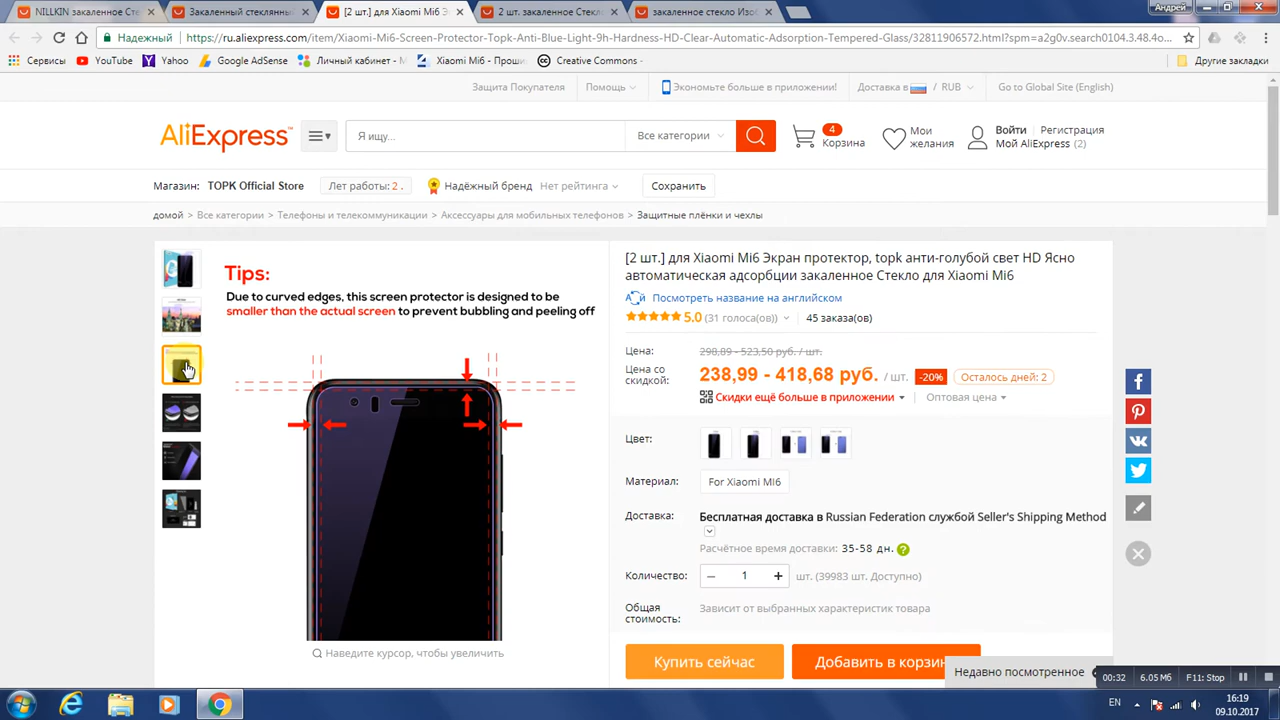 NILLKIN закаленное Сте
Закаленный стеклянны
[2 шт.] для Xiaomi Mi6 Э
2 шт. закаленное Стекл
закаленное стекло Изо
Андрей
Надежный
https://ru.aliexpress.com/item/Xiaomi-Mi6-Screen-Protector-Topk-Anti-Blue-Light-9h-Hardness-HD-Clear-Automatic-Adsorption-Tempered-Glass/32811906572.html?spm=a2g0v.search0104.3.48.4o...
Сервисы
YouTube
Yahoo
Google AdSense
Личный кабинет - М
Xiaomi Mi6 - Проши
Creative Commons -
Другие закладки
Защита Покупателя
Помощь
Экономьте больше в приложении!
Доставка в / RUB
Go to Global Site (English)
AliExpress
Я ищу...
Все категории
4
Корзина
Мои
желания
Войти
Регистрация
Мой AliExpress (2)
Магазин: TOPK Official Store
Лет работы: 2 .
Надёжный бренд
Нет рейтинга
Сохранить
домой > Все категории > Телефоны и телекоммуникации > Аксессуары для мобильных телефонов > Защитные плёнки и чехлы
Tips:
Due to curved edges, this screen protector is designed to be
smaller than the actual screen to prevent bubbling and peeling off
Наведите курсор, чтобы увеличить
[2 шт.] для Xiaomi Mi6 Экран протектор, topk анти-голубой свет HD Ясно
автоматическая адсорбции закаленное Стекло для Xiaomi Mi6
Посмотреть название на английском
5.0 (31 голоса(ов))
45 заказа(ов)
Цена: 298,89 - 523,50 руб. / шт.
Цена со
скидкой:
238,99 - 418,68 руб. / шт.
-20%
Осталось дней: 2
Скидки ещё больше в приложении
Оптовая цена
Цвет:
Материал:
For Xiaomi MI6
Доставка: Бесплатная доставка в Russian Federation службой Seller's Shipping Method
Расчётное время доставки: 35-58 дн.
Количество: 1 шт. (39983 шт. Доступно)
Общая
стоимость:
Зависит от выбранных характеристик товара
Купить сейчас
Добавить в корзин
Недавно посмотренное
00:32
6.05 Мб
F11: Stop
EN
16:19
09.10.2017